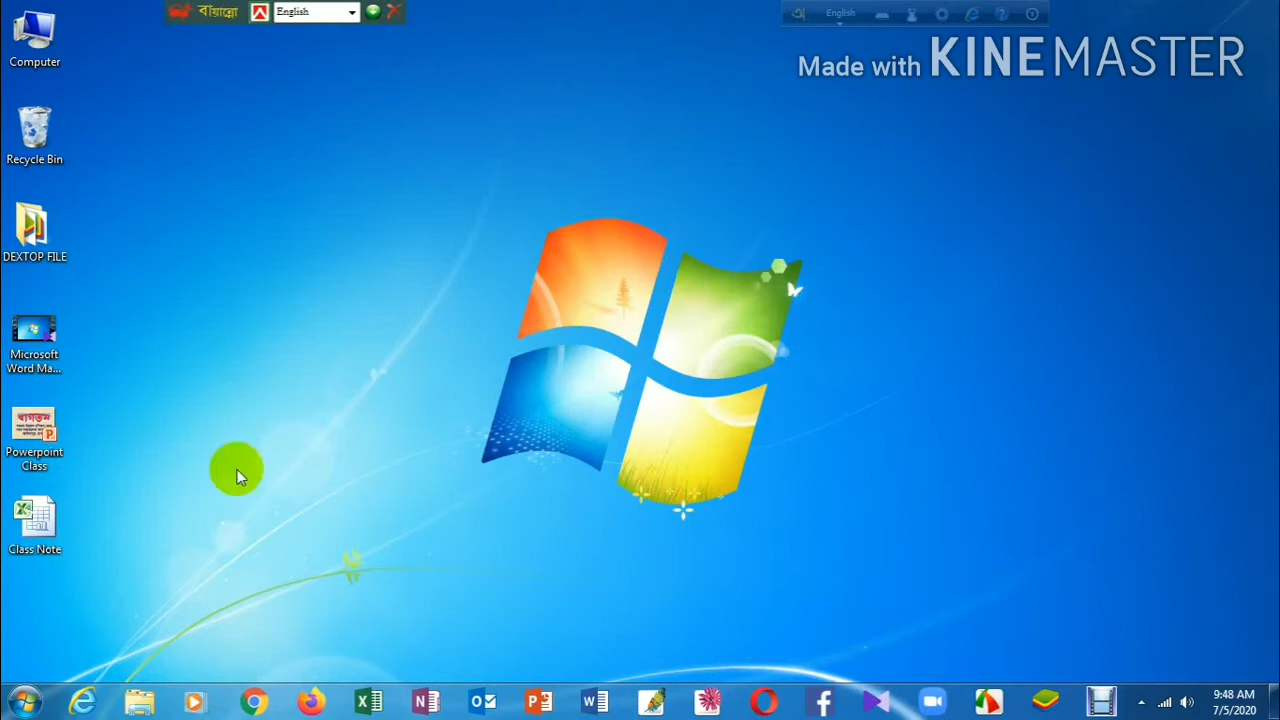 বায়ান্নো
English
English
Made with KINEMASTER
Computer
Recycle Bin
DEXTOP FILE
Microsoft
Word Ma...
স্বাগতম
Powerpoint
Class
Class Note
9:48 AM
7/5/2020